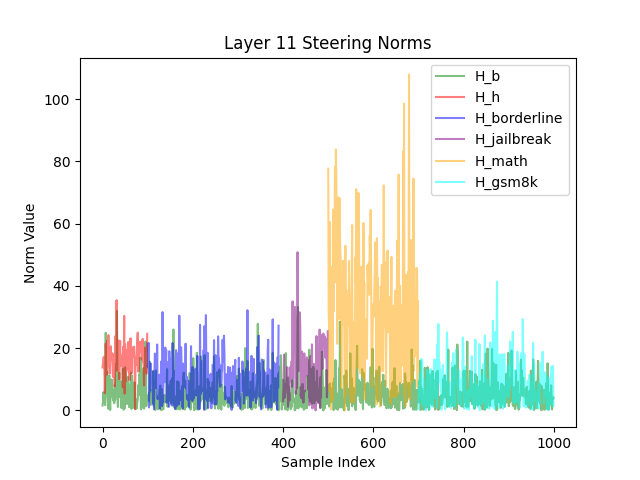 Layer 11 Steering Norms
H_b
H_h
H_borderline
H_jailbreak
H_math
H_gsm8k
Norm Value
100
80
60
40
20
0
0 200 400 600 800 1000
Sample Index